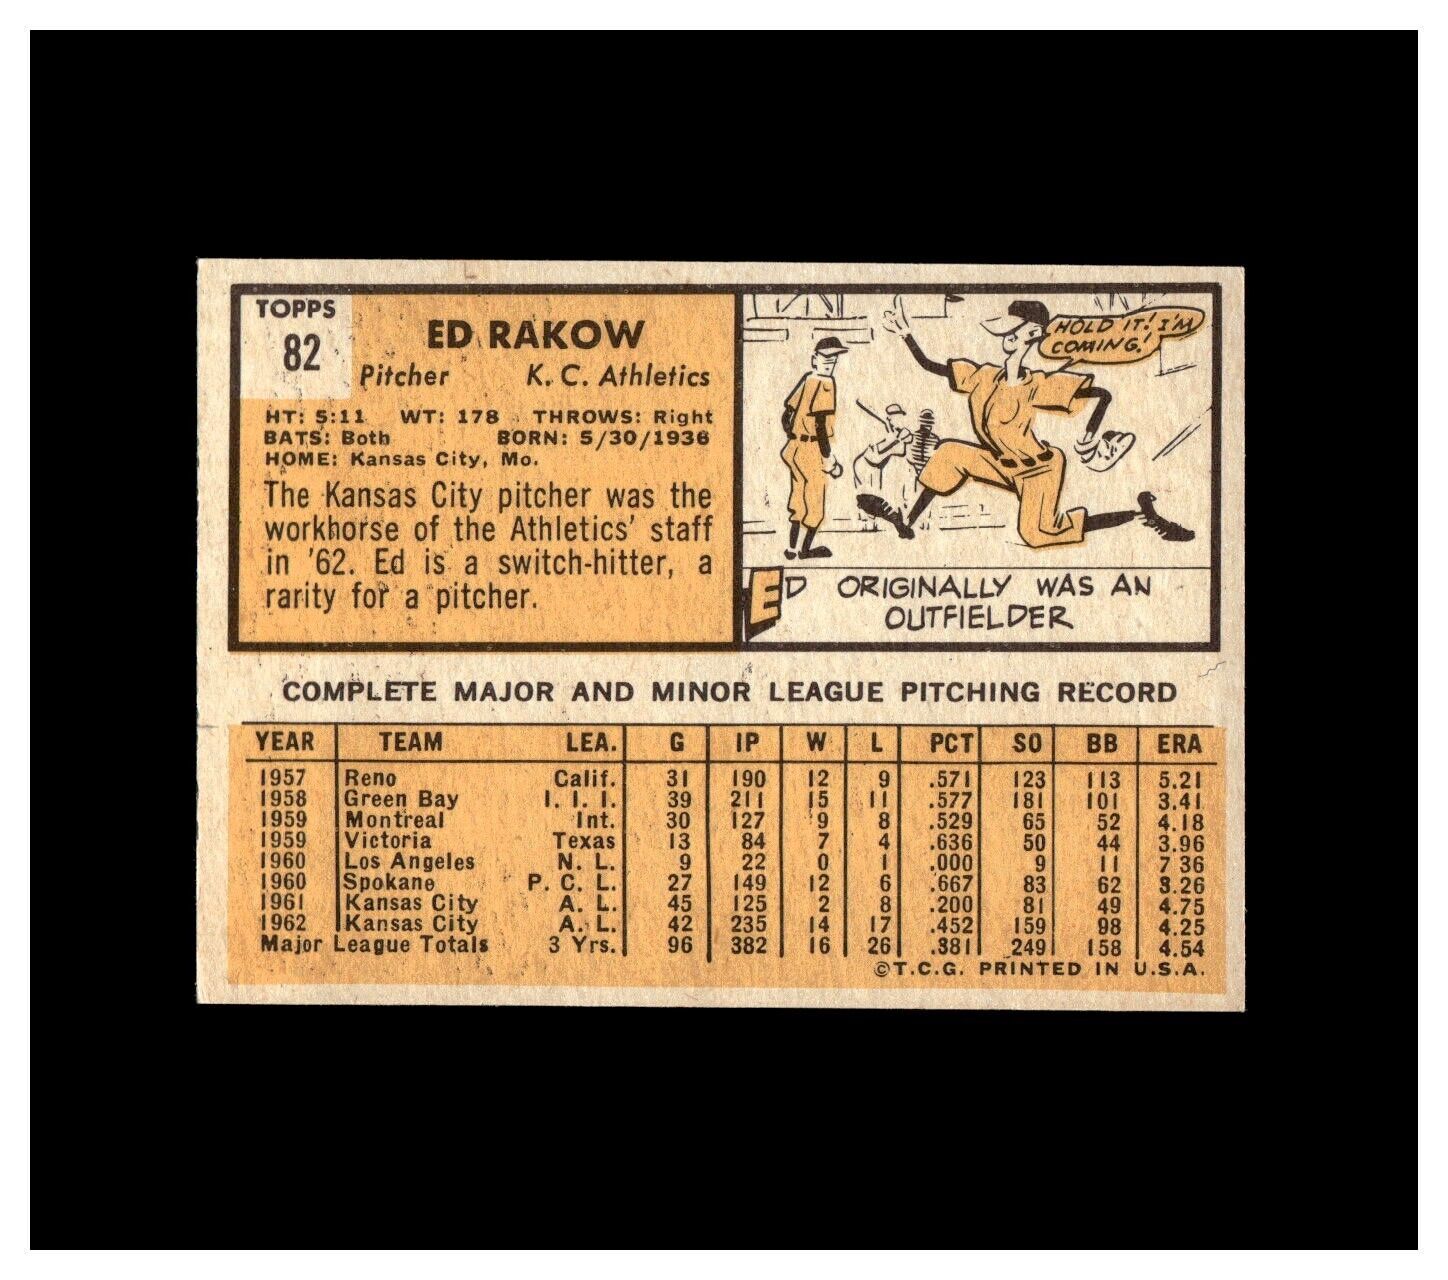 TOPPS
82
ED RAKOW
Pitcher K. C. Athletics
HT: 5:11 WT: 178 THROWS: Right
BATS: Both BORN: 5/30/1936
HOME: Kansas City, Mo.
The Kansas City pitcher was the
workhorse of the Athletics' staff
in '62. Ed is a switch-hitter, a
rarity for a pitcher.
HOLD IT! I'M
COMING!
ED ORIGINALLY WAS AN
OUTFIELDER
COMPLETE MAJOR AND MINOR LEAGUE PITCHING RECORD
YEAR TEAM LEA. G IP W L PCT SO BB ERA
1957 Reno Calif. 31 190 12 9 .571 123 113 5.21
1958 Green Bay I. I. I. 39 211 15 11 .577 181 101 3.41
1959 Montreal Int. 30 127 9 8 .529 65 52 4.18
1959 Victoria Texas 13 84 7 4 .636 50 44 3.96
1960 Los Angeles N. L. 9 22 0 1 .000 9 11 7 36
1960 Spokane P. C. L. 27 149 12 6 .667 83 62 3.26
1961 Kansas City A. L. 45 125 2 8 .200 81 49 4.75
1962 Kansas City A. L. 42 235 14 17 .452 159 98 4.25
Major League Totals 3 Yrs. 96 382 16 26 .381 249 158 4.54
©T.C.G. PRINTED IN U.S.A.